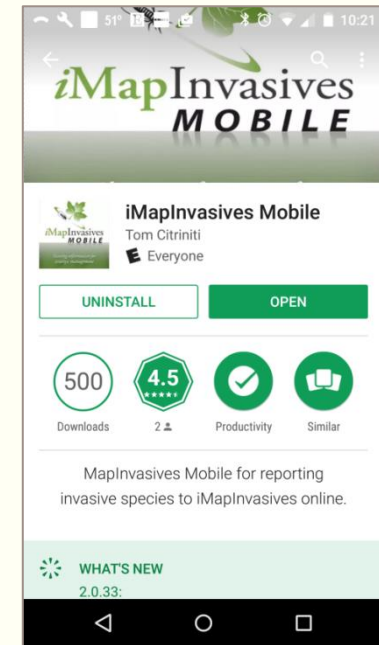 51° 10:21
iMapInvasives
MOBILE
iMapInvasives
MOBILE
iMapInvasives Mobile
Tom Citriniti
E Everyone
UNINSTALL OPEN
500 4.5
Downloads 2 Productivity Similar
MapInvasives Mobile for reporting
invasive species to iMapInvasives online.
WHAT'S NEW
2.0.33: